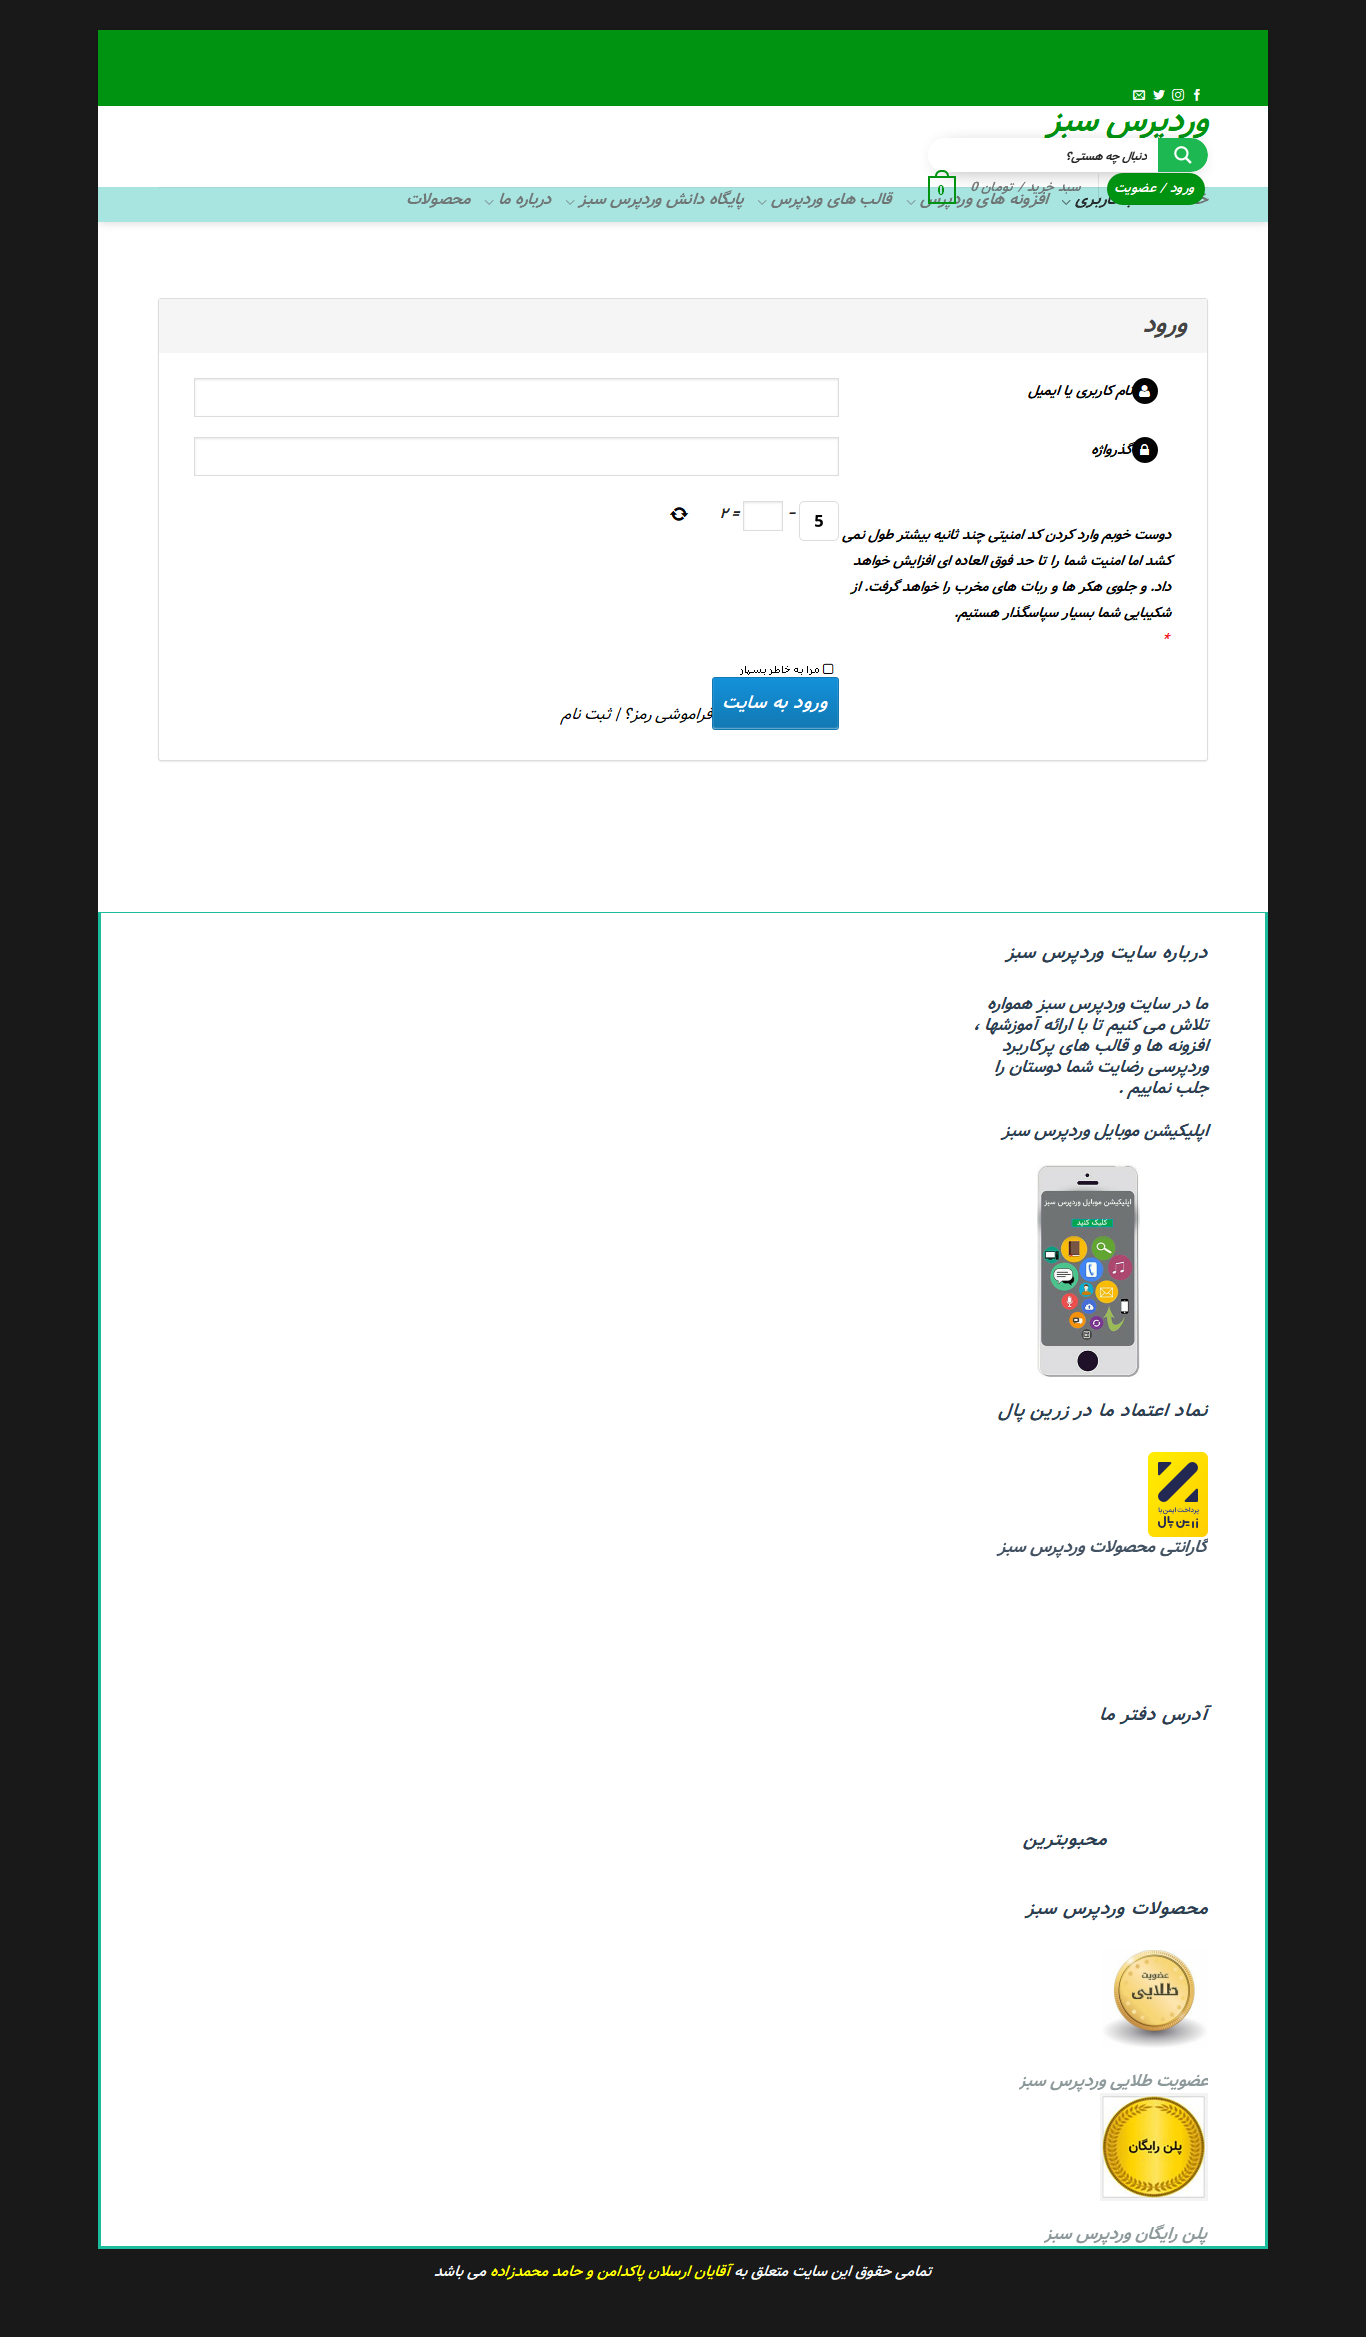 وردپرس سبز
دنبال چه هستی؟
ورود / عضویت
سبد خرید / تومان 0
0
کاربری
افزونه های وردپرس
قالب های وردپرس
پایگاه دانش وردپرس سبز
درباره ما
محصولات
ورود
نام کاربری یا ایمیل
گذرواژه
5 − = ۲
دوست خوبم وارد کردن کد امنیتی چند ثانیه بیشتر طول نمی
کشد اما امنیت شما را تا حد فوق العاده ای افزایش خواهد
داد. و جلوی هکر ها و ربات های مخرب را خواهد گرفت. از
شکیبایی شما بسیار سپاسگذار هستیم.
*
مرا به خاطر بسپار
ورود به سایت
فراموشی رمز؟ | ثبت نام
درباره سایت وردپرس سبز
ما در سایت وردپرس سبز همواره
تلاش می کنیم تا با ارائه آموزشها ،
افزونه ها و قالب های پرکاربرد
وردپرسی رضایت شما دوستان را
جلب نماییم .
اپلیکیشن موبایل وردپرس سبز
اپلیکیشن موبایل وردپرس سبز
کلیک کنید
نماد اعتماد ما در زرین پال
پرداخت ایمن با
زرین پال
گارانتی محصولات وردپرس سبز
آدرس دفتر ما
محبوبترین
محصولات وردپرس سبز
عضویت
طلایی
عضویت طلایی وردپرس سبز
پلن رایگان
پلن رایگان وردپرس سبز
تمامی حقوق این سایت متعلق به آقایان ارسلان پاکدامن و حامد محمدزاده می باشد